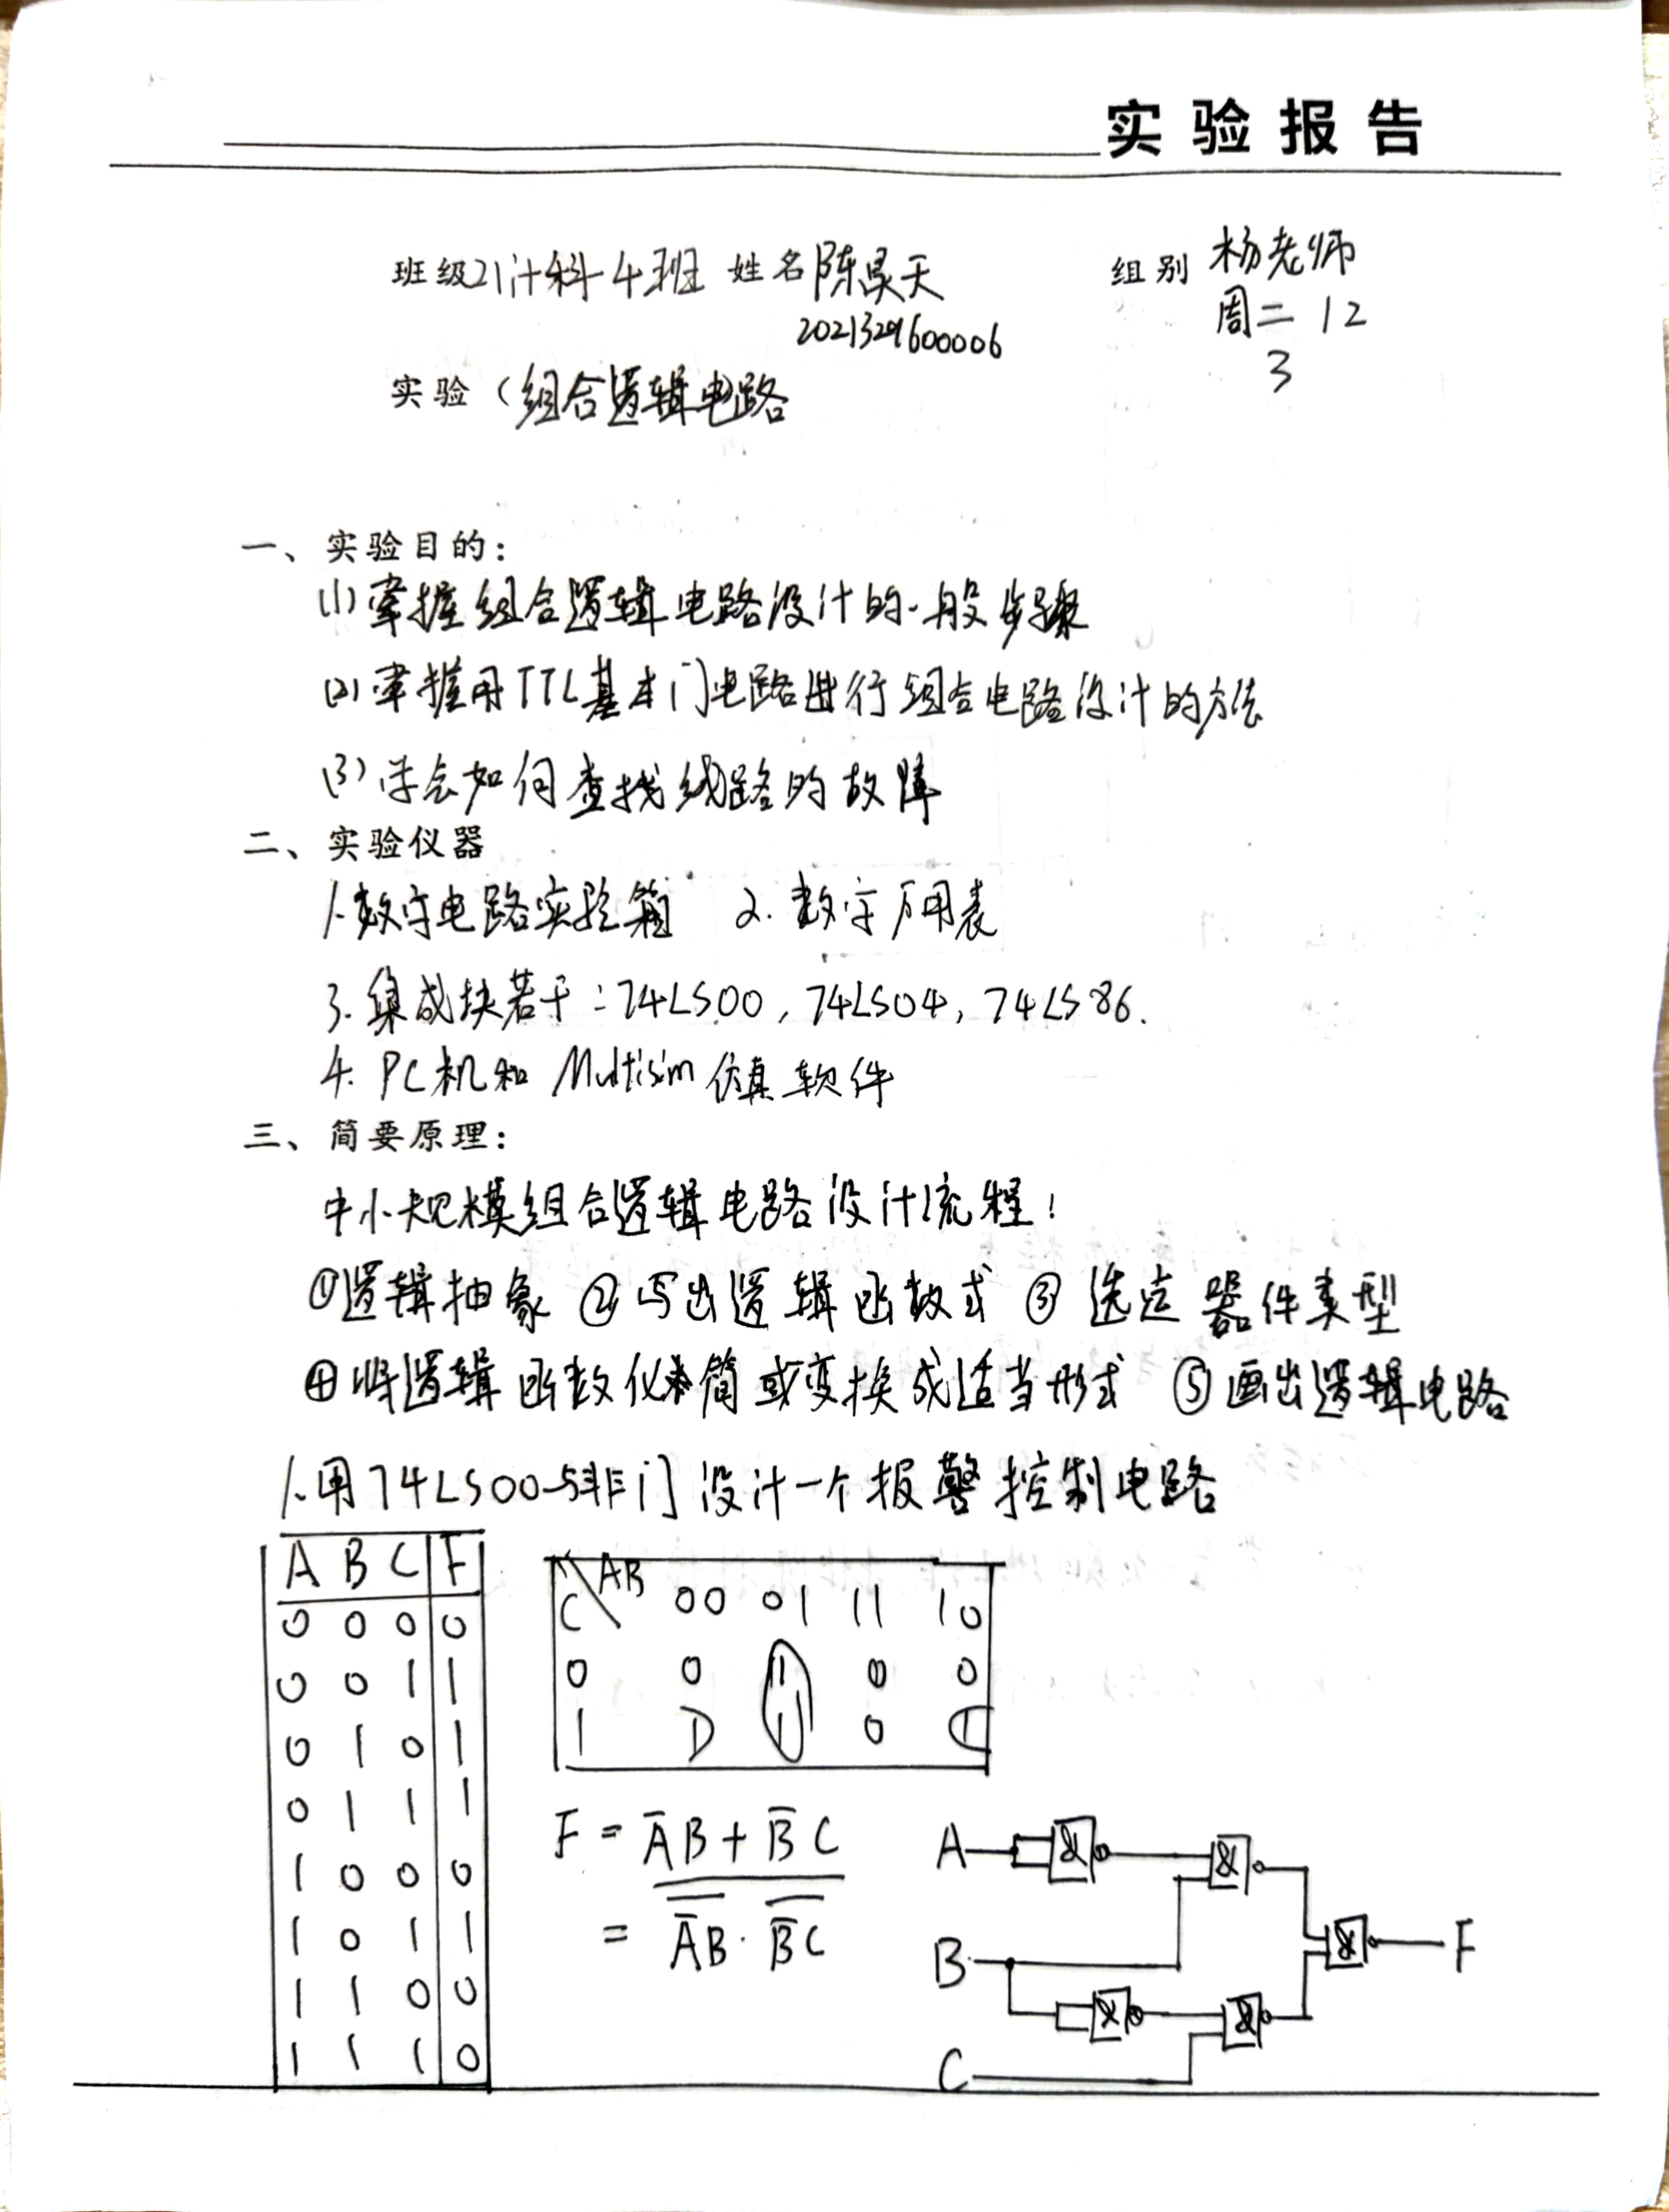 实验报告
班级21计科4班 姓名陈昊天 组别 杨老师
2021329600006 周二 12
3
实验（组合逻辑电路
一、实验目的：
(1) 掌握组合逻辑电路设计的一般步骤
(2) 掌握用TTL基本门电路进行组合电路设计的方法
(3) 学会如何查找线路的故障
二、实验仪器
1. 数字电路实验箱 2. 数字万用表
3. 集成块若干：74LS00，74LS04，74LS86.
4. PC机和 Multisim 仿真软件
三、简要原理：
中小规模组合逻辑电路设计流程：
①逻辑抽象 ②写出逻辑函数式 ③选定器件类型
④将逻辑函数化简或变换成适当形式 ⑤画出逻辑电路
1. 用74LS00与非门设计一个报警控制电路
A B C F
0 0 0 0
0 0 1 1
0 1 0 1
0 1 1 1
1 0 0 0
1 0 1 1
1 1 0 0
1 1 1 0
C\AB 00 01 11 10
0 0 1 0 0
1 1 1 0 1
F = A̅B + B̅C
= \overline{\overline{A̅B}·\overline{B̅C}}
A & &
B & F
& &
C